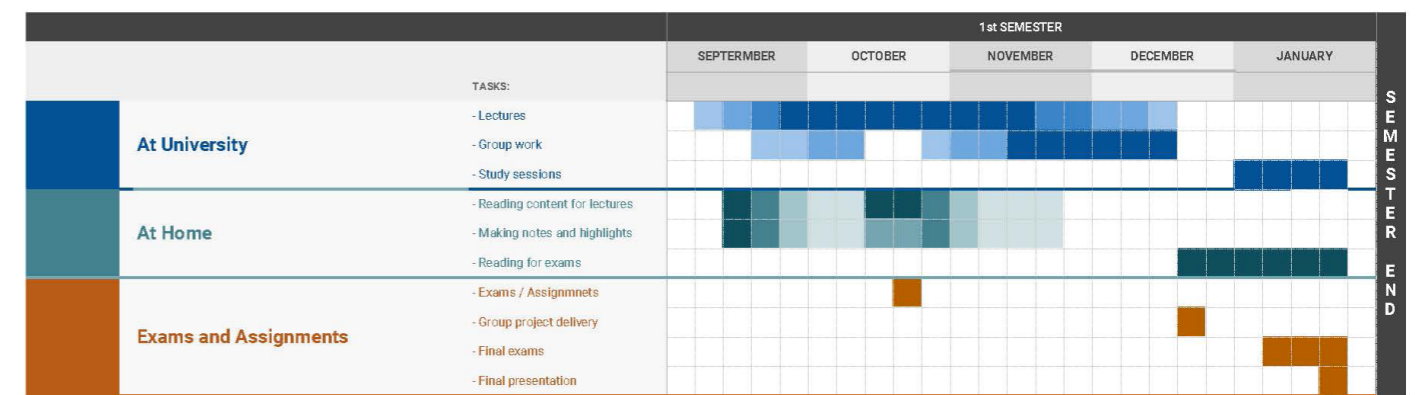 1st SEMESTER
SEPTERMBER OCTOBER NOVEMBER DECEMBER JANUARY
TASKS:
At University
- Lectures
- Group work
- Study sessions
At Home
- Reading content for lectures
- Making notes and highlights
- Reading for exams
Exams and Assignments
- Exams / Assignmnets
- Group project delivery
- Final exams
- Final presentation
SEMESTER END